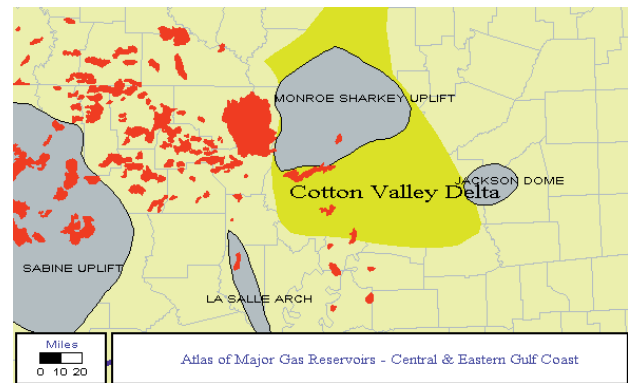 MONROE SHARKEY UPLIFT
JACKSON DOME
Cotton Valley Delta
SABINE UPLIFT
LA SALLE ARCH
Miles
0 10 20
Atlas of Major Gas Reservoirs - Central & Eastern Gulf Coast